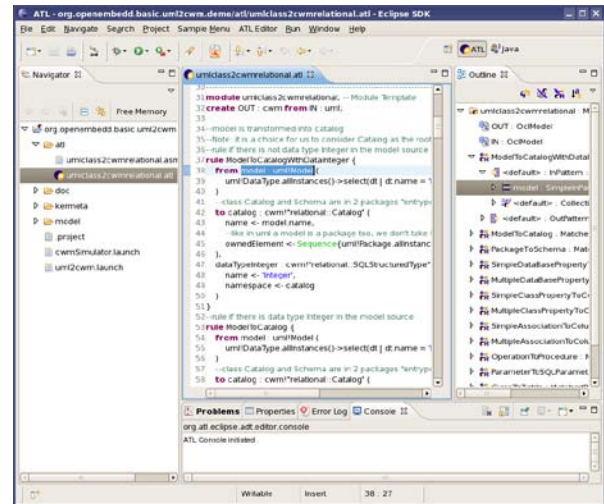 ATL - org.openembedd.basic.uml2cwm.deme/atl/umlclass2cwmrelational.atl - Eclipse SDK
File Edit Navigate Search Project Sample Menu ATL Editor Run Window Help
ATL Java
Navigator
Free Memory
org.openembedd.basic.uml2cwm
atl
umlclass2cwmrelational.asm
umlclass2cwmrelational.atl
doc
kermeta
model
.project
cwmSimulator.launch
uml2cwm.launch
umlclass2cwmrelational.atl
31 module umlclass2cwmrelational; -- Module Template
32 create OUT : cwm from IN : uml;
33
34 --model is transformed into catalog
35 --Note: it is a choice for us to consider Catalog as the root
36 --rule if there is not data type Integer in the model source
37 rule ModelToCatalogWithDataInteger {
38 from model : uml!Model (
39 uml!DataType.allInstances()->select(dt | dt.name = 'I
40 )
41 --class Catalog and Schema are in 2 packages "entryp
42 to catalog : cwm!"relational::Catalog" (
43 name <- model.name,
44 --like in uml a model is a package too, we don't take
45 ownedElement <- Sequence{uml!Package.allInstanc
46 ),
47 dataTypeInteger : cwm!"relational::SQLStructuredType"
48 name <- 'Integer',
49 namespace <- catalog
50 )
51 }
52 --rule if there is data type Integer in the model source
53 rule ModelToCatalog {
54 from model : uml!Model (
55 uml!DataType.allInstances()->select(dt | dt.name = 'I
56 )
57 --class Catalog and Schema are in 2 packages "entryp
58 to catalog : cwm!"relational::Catalog" (
Outline
umlclass2cwmrelational : M
OUT : OclModel
IN : OclModel
ModelToCatalogWithDataI
<default> : InPattern
model : SimpleInPa
<default> : Collecti
<default> : OutPattern
ModelToCatalog : Matche
PackageToSchema : Mat
SimpleDataBaseProperty
MultipleDataBaseProperty
SimpleClassPropertyToC
MultipleClassPropertyToC
SimpleAssociationToColu
MultipleAssociationToColu
OperationToProcedure : M
ParameterToSQLParamet
Problems Properties Error Log Console
org.atl.eclipse.adt.editor.console
ATL Console initiated
Writable Insert 38 : 27